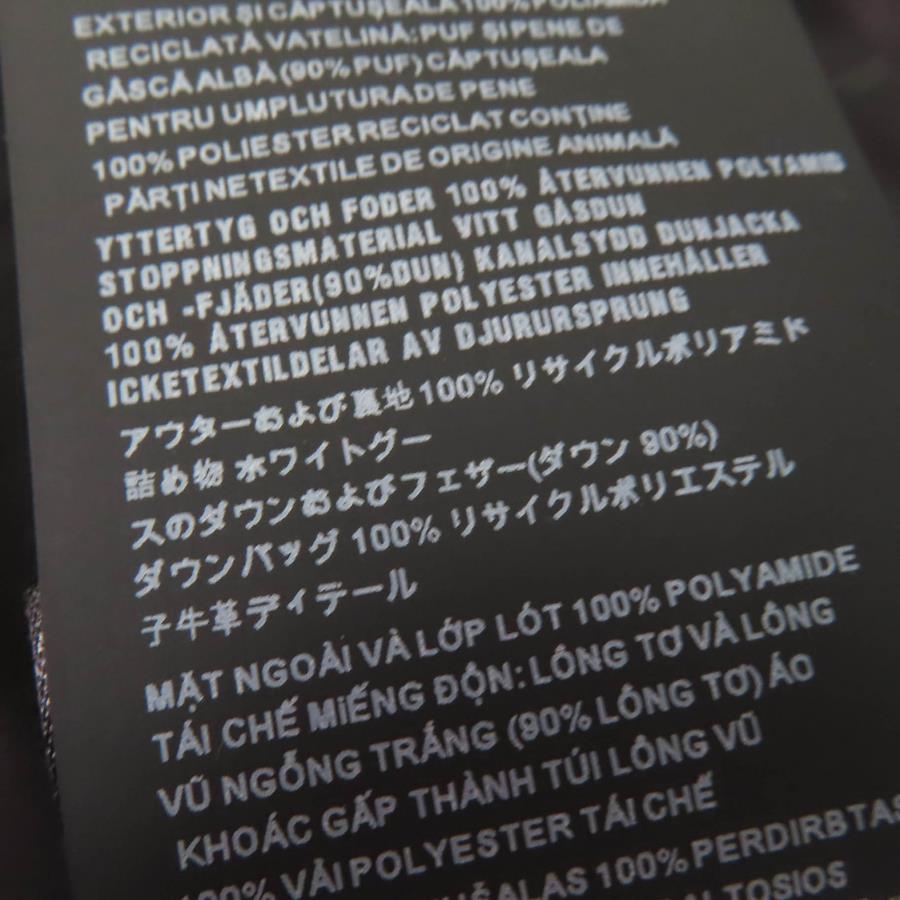 EXTERIOR ȘI CĂPTUȘEALĂ 100% POLIAMIDĂ
RECICLATĂ VATELINĂ: PUF ȘI PENE DE
GÂSCĂ ALBĂ (90% PUF) CĂPTUȘEALA
PENTRU UMPLUTURA DE PENE
100% POLIESTER RECICLAT CONȚINE
PĂRȚI NETEXTILE DE ORIGINE ANIMALĂ
YTTERTYG OCH FODER 100% ÅTERVUNNEN POLYAMID
STOPPNINGSMATERIAL VITT GÅSDUN
OCH -FJÄDER(90%DUN) KANALSYDD DUNJACKA
100% ÅTERVUNNEN POLYESTER INNEHÅLLER
ICKETEXTILDELAR AV DJURURSPRUNG
アウターおよび裏地100% リサイクルポリアミド
詰め物 ホワイトグー
スのダウンおよびフェザー(ダウン 90%)
ダウンバッグ 100% リサイクルポリエステル
子牛革ディテール
MẶT NGOÀI VÀ LỚP LÓT 100% POLYAMIDE
TÁI CHẾ MIẾNG ĐỘN: LÔNG TƠ VÀ LÔNG
VŨ NGỖNG TRẮNG (90% LÔNG TƠ) ÁO
KHOÁC GẤP THÀNH TÚI LÔNG VŨ
100% VẢI POLYESTER TÁI CHẾ
100% PERDIRBTAS